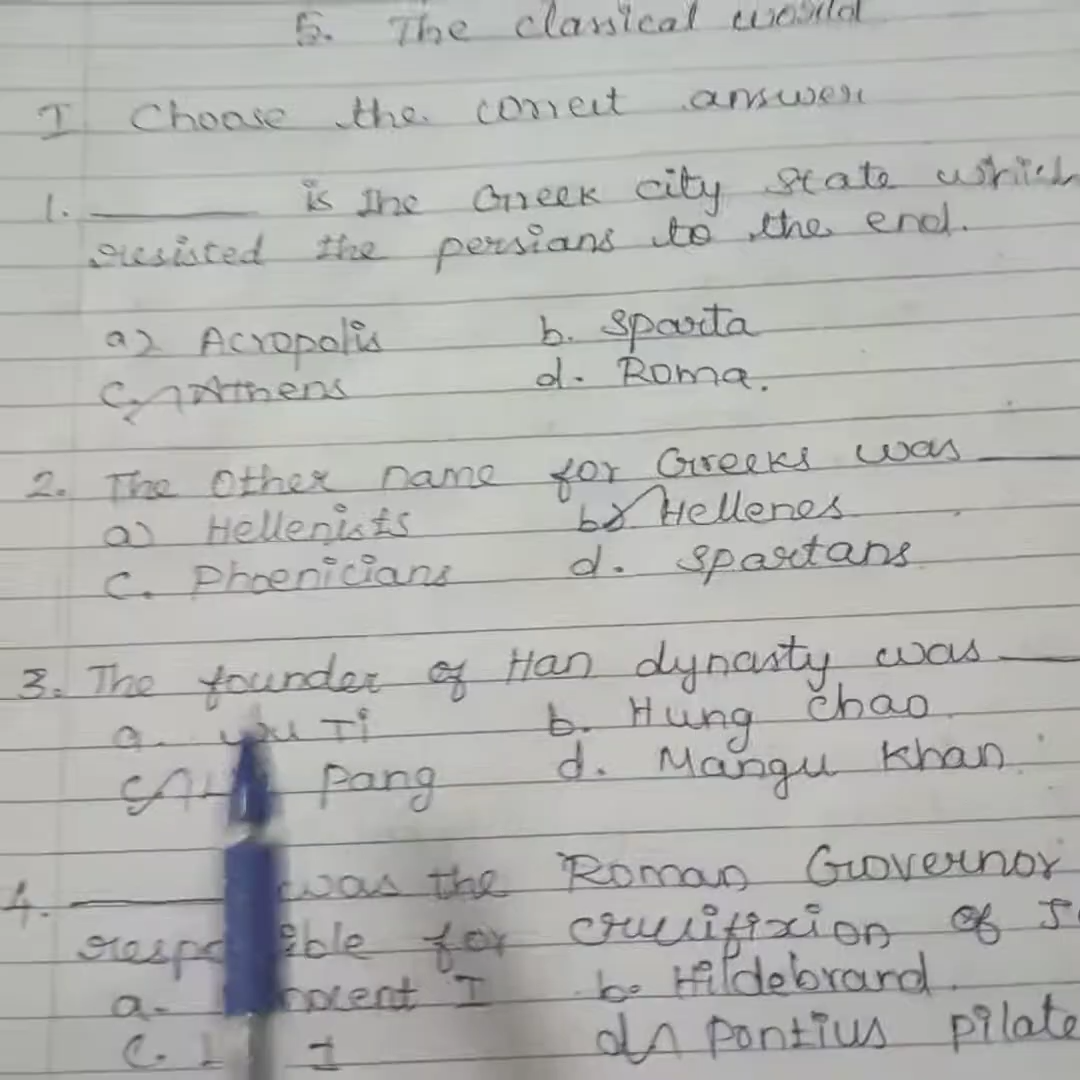 5. The classical world
I Choose the correct answer
1. ______ is the Greek city state which
resisted the persians to the end.
a) Acropolis b. Sparta
c. Athens d. Roma.
2. The Other name for Greeks was ______
a) Hellenists b) Hellenes
c. Phoenicians d. Spartans
3. The founder of Han dynasty was ______
a. Wu Ti b. Hung Chao
c. Pang d. Mangu Khan
4. ______ was the Roman Governor
for crucifixion of
a. I b. Hildebrand.
c. I d. Pontius pilate